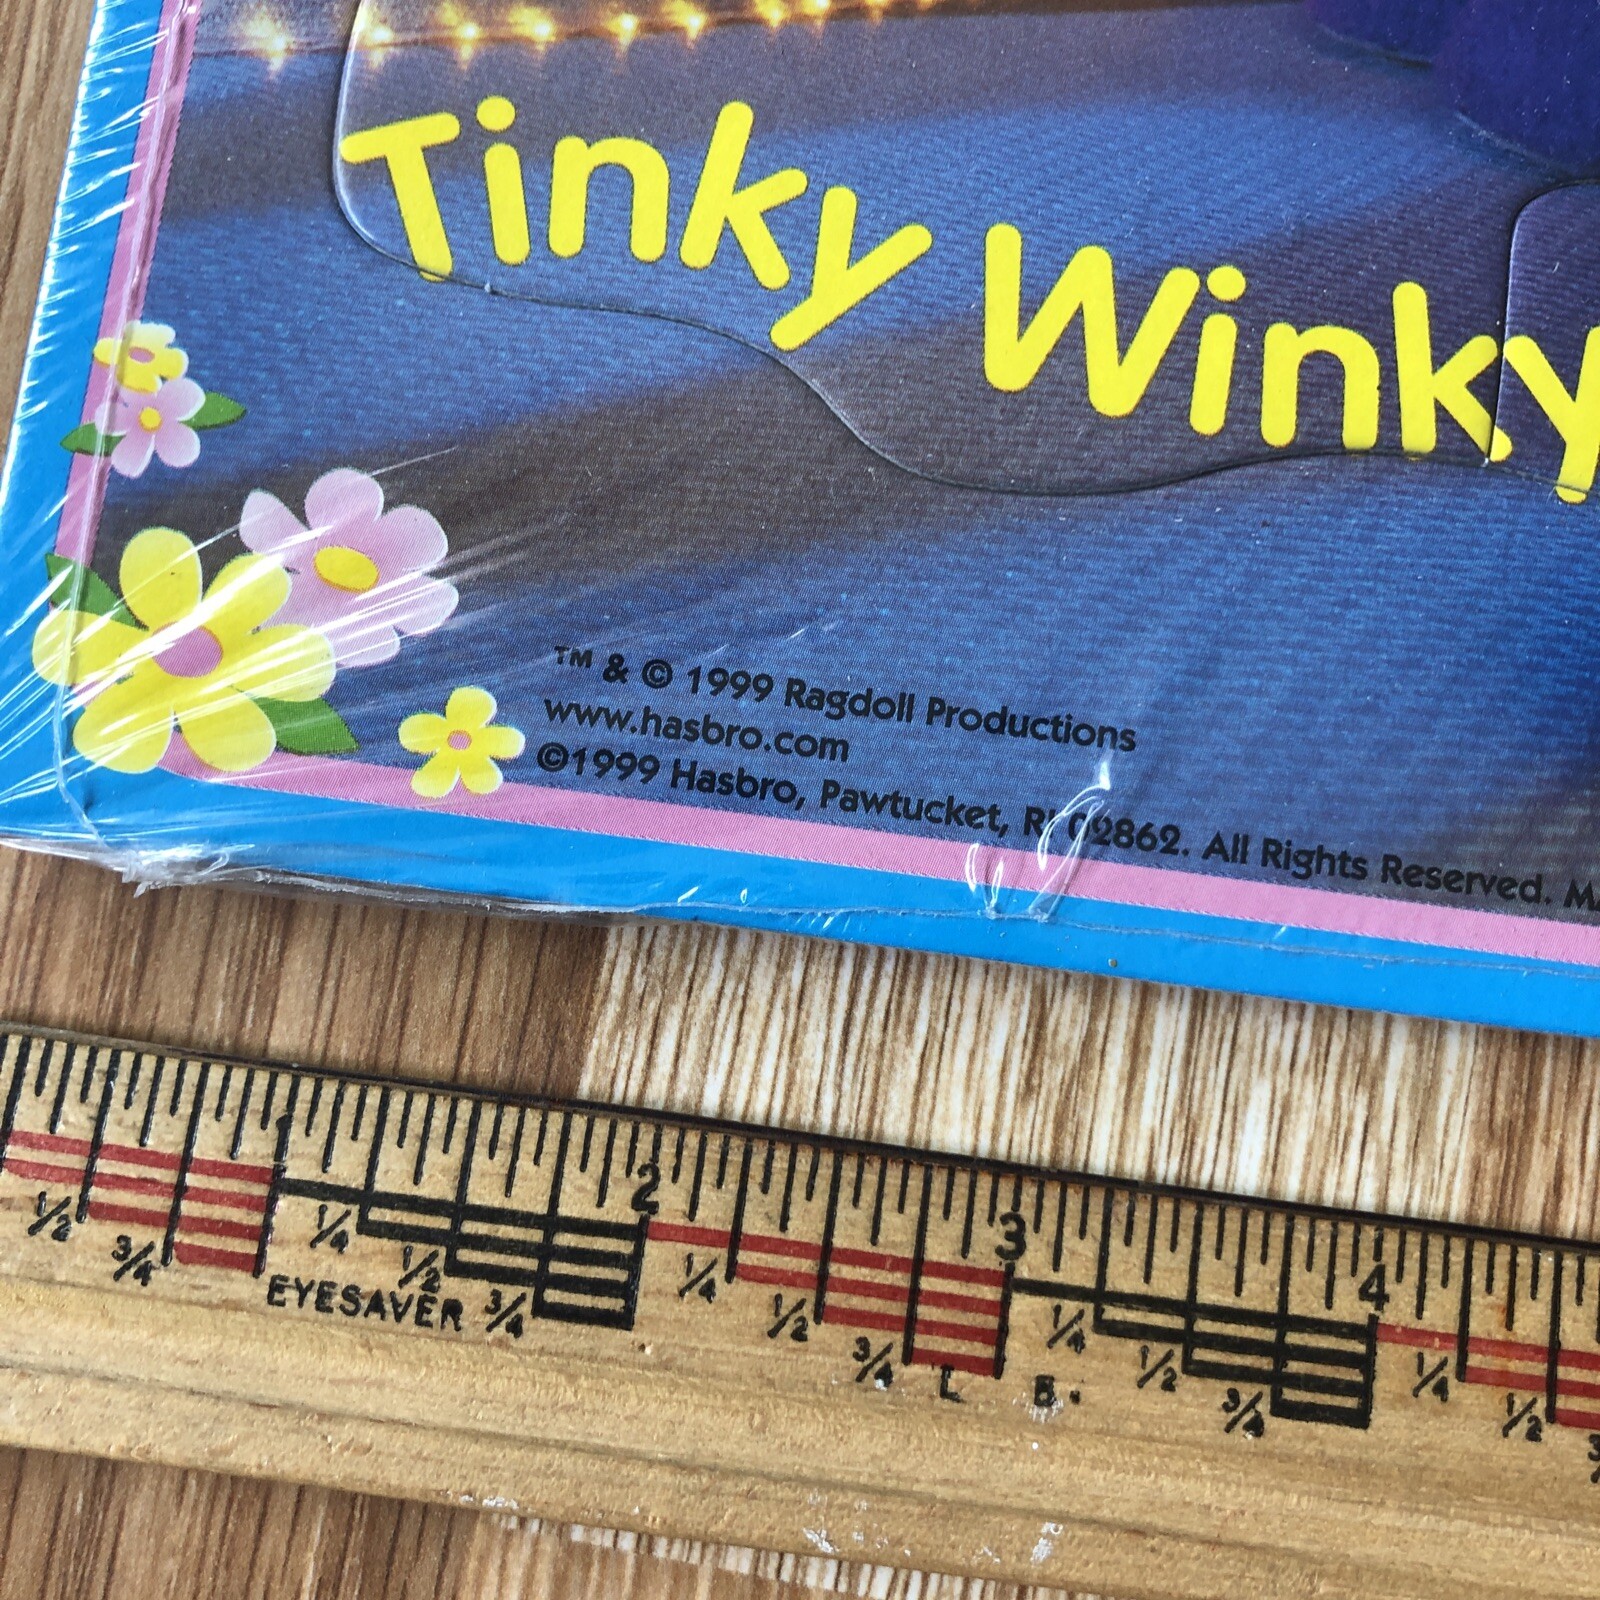 Tinky Winky
™ & © 1999 Ragdoll Productions
www.hasbro.com
©1999 Hasbro, Pawtucket, RI 02862. All Rights Reserved.
1 2 3 4
1/2 3/4 1/4 1/2 3/4 1/4 1/2 3/4 1/4 1/2 3/4 1/4 1/2
EYESAVER
L B.